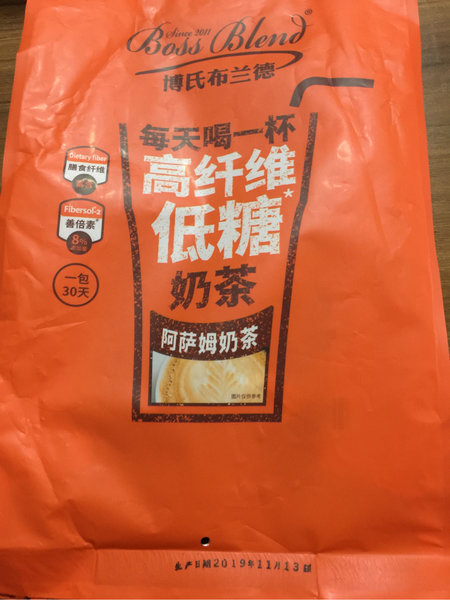 Since 2011
Boss Blend®
博氏布兰德
每天喝一杯
高纤维
低糖*
奶茶
Dietary fiber
膳食纤维
Fibersol-2
善倍素
8%
一包
30天
阿萨姆奶茶
图片仅供参考
生产日期2019年11月13日